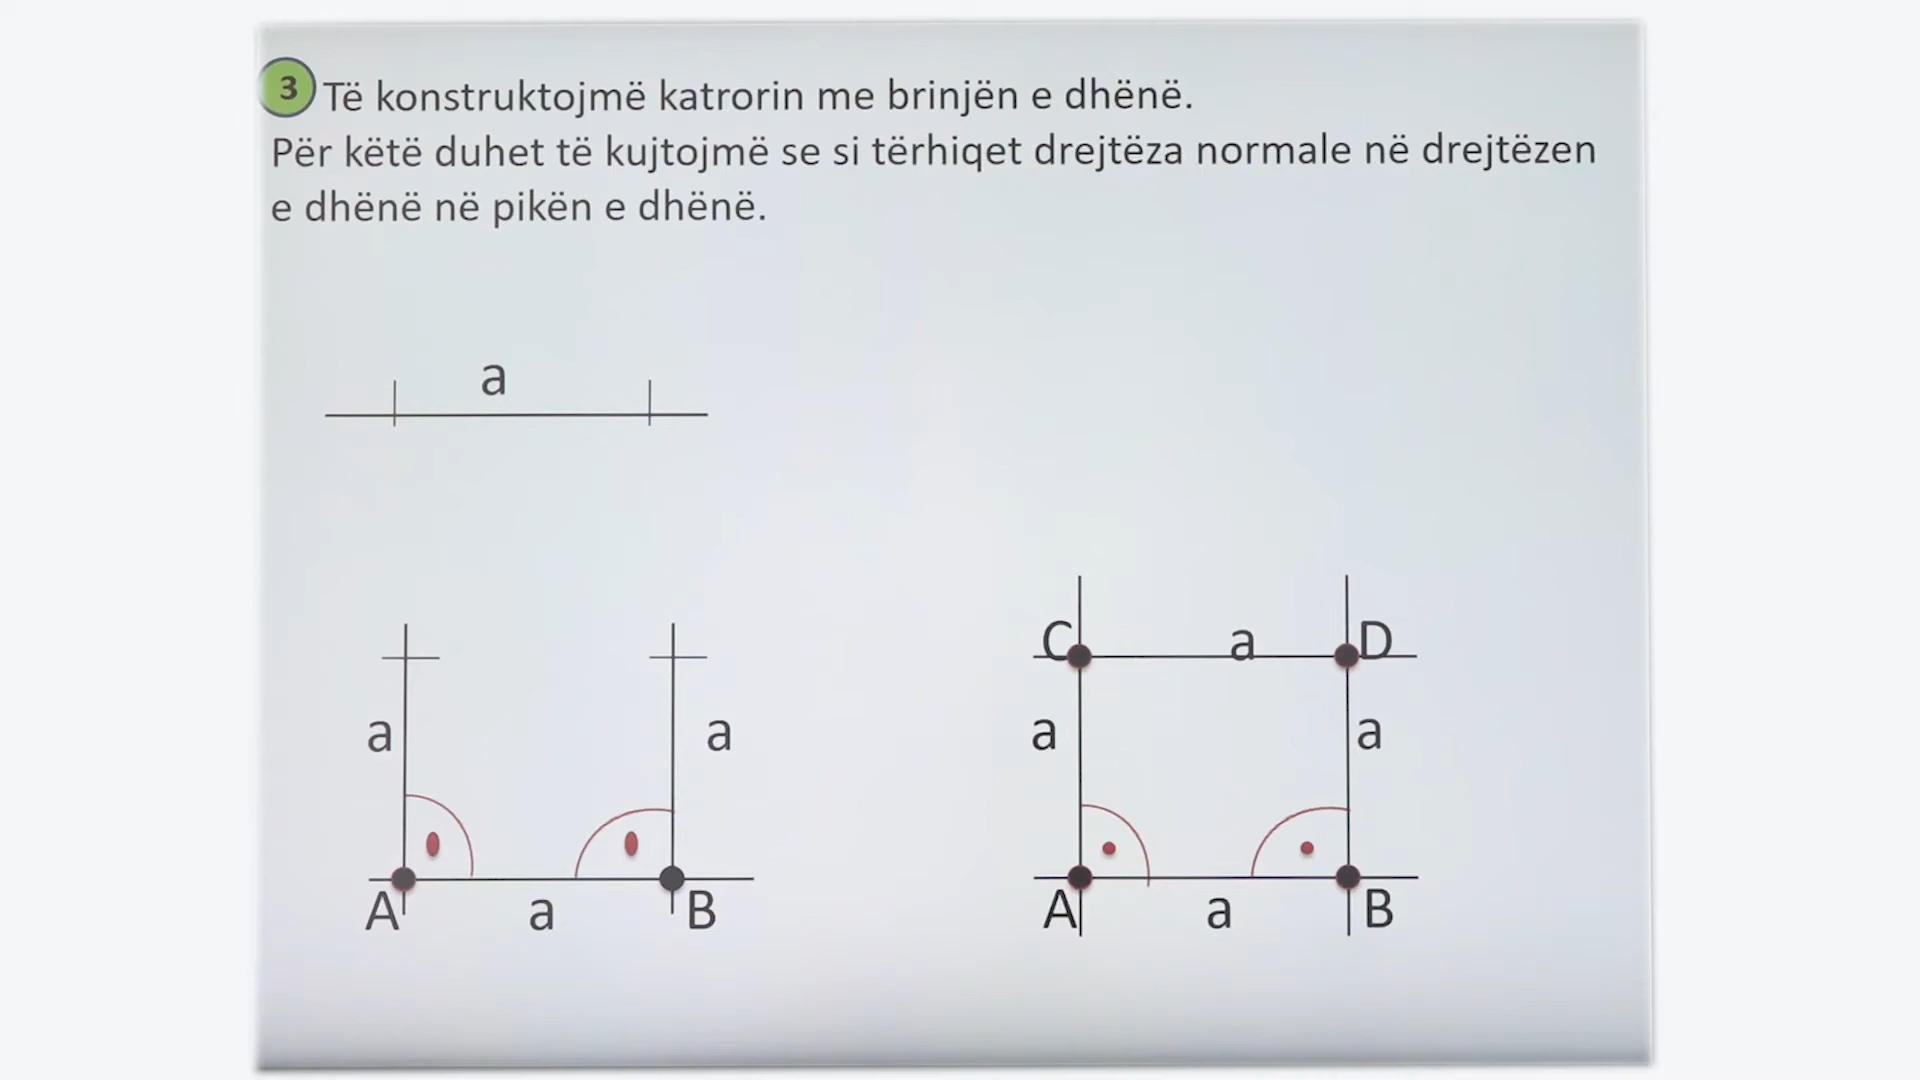 3 Të konstruktojmë katrorin me brinjën e dhënë.
Për këtë duhet të kujtojmë se si tërhiqet drejtëza normale në drejtëzen
e dhënë në pikën e dhënë.
a
a a
A a B
C a D
a a
A a B